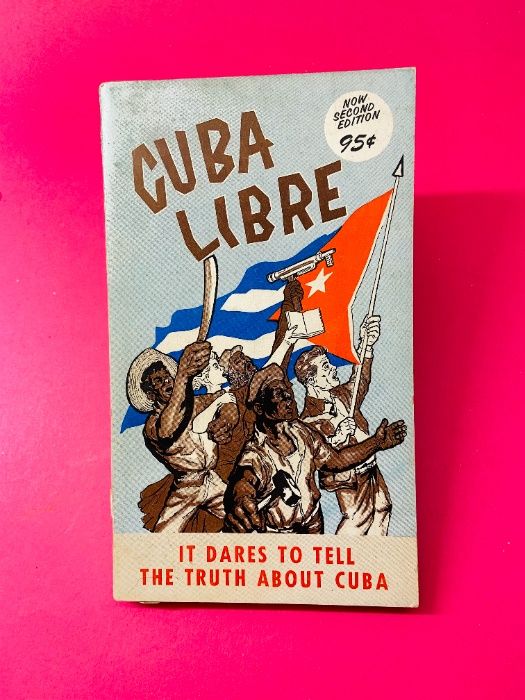 NOW
SECOND
EDITION
95¢
CUBA
LIBRE
IT DARES TO TELL
THE TRUTH ABOUT CUBA